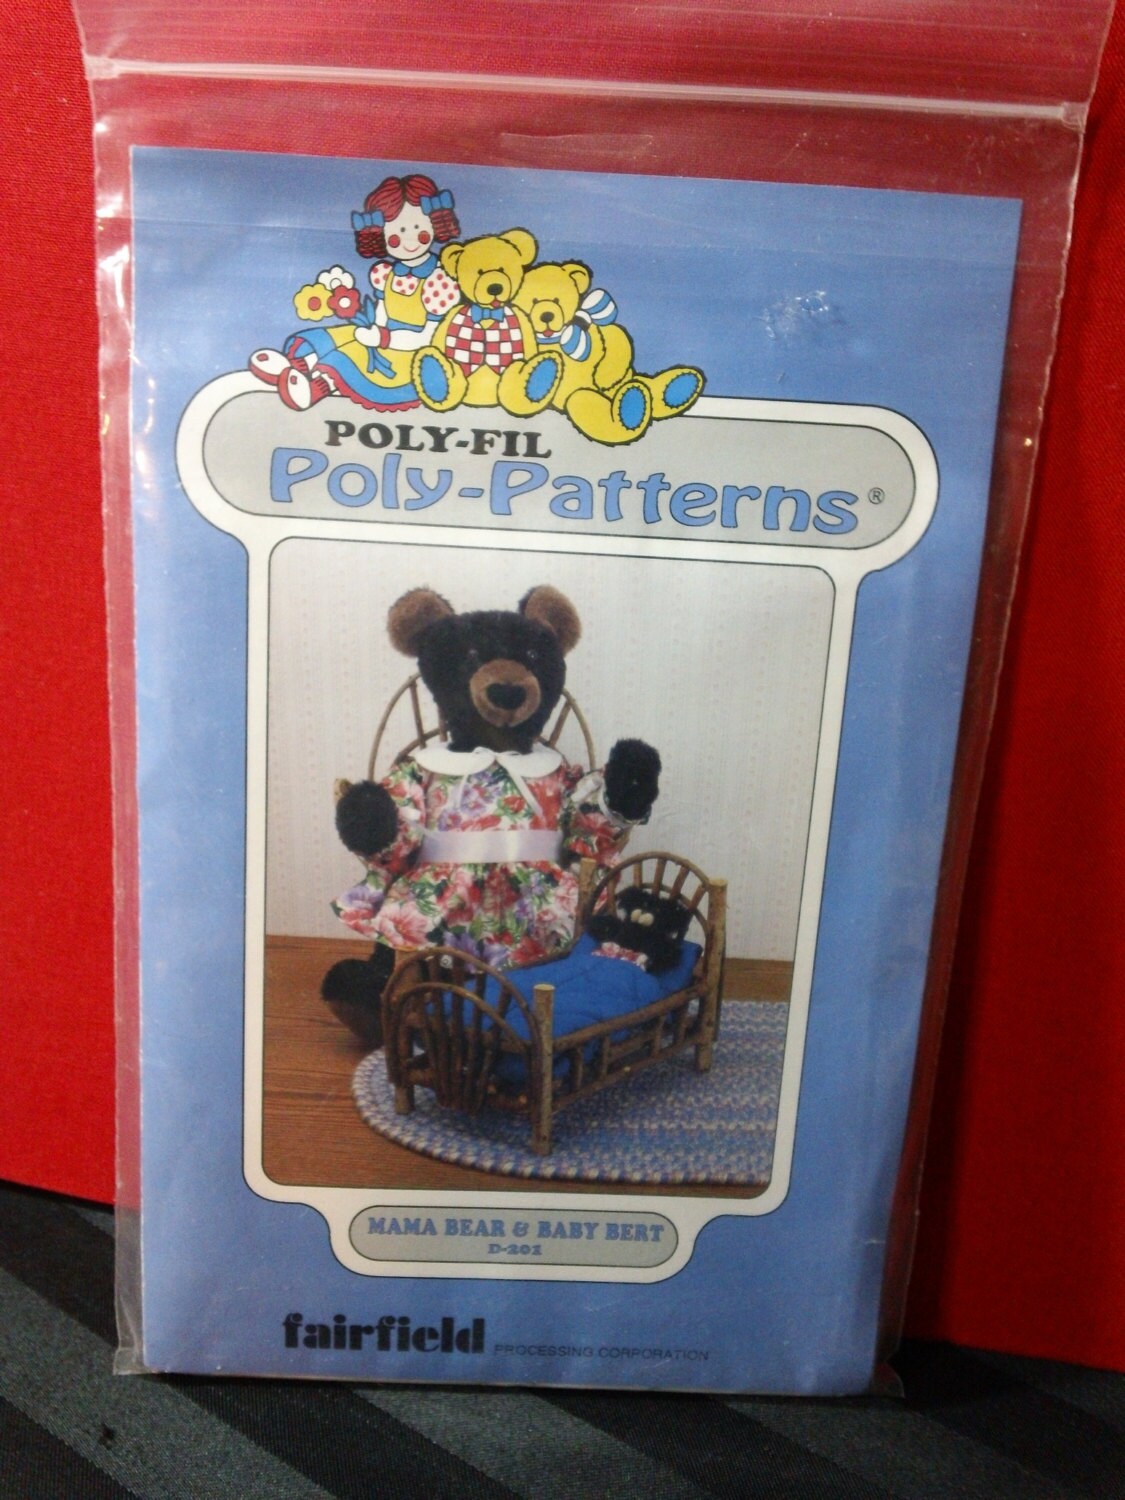 POLY-FIL
Poly-Patterns®
MAMA BEAR & BABY BERT
D-201
fairfield PROCESSING CORPORATION